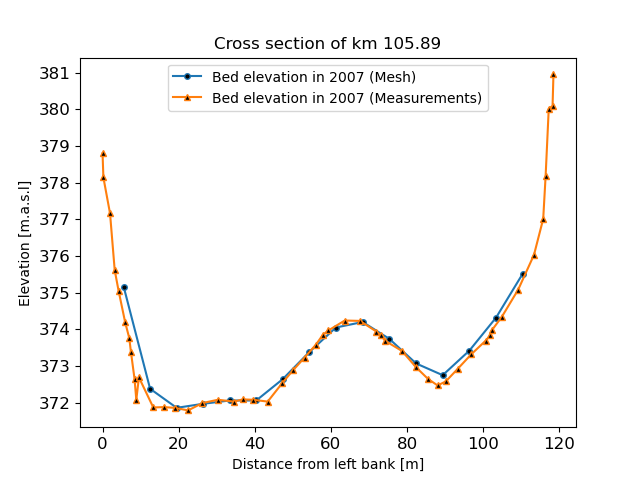 Cross section of km 105.89
Bed elevation in 2007 (Mesh)
Bed elevation in 2007 (Measurements)
Elevation [m.a.s.l]
381
380
379
378
377
376
375
374
373
372
0 20 40 60 80 100 120
Distance from left bank [m]